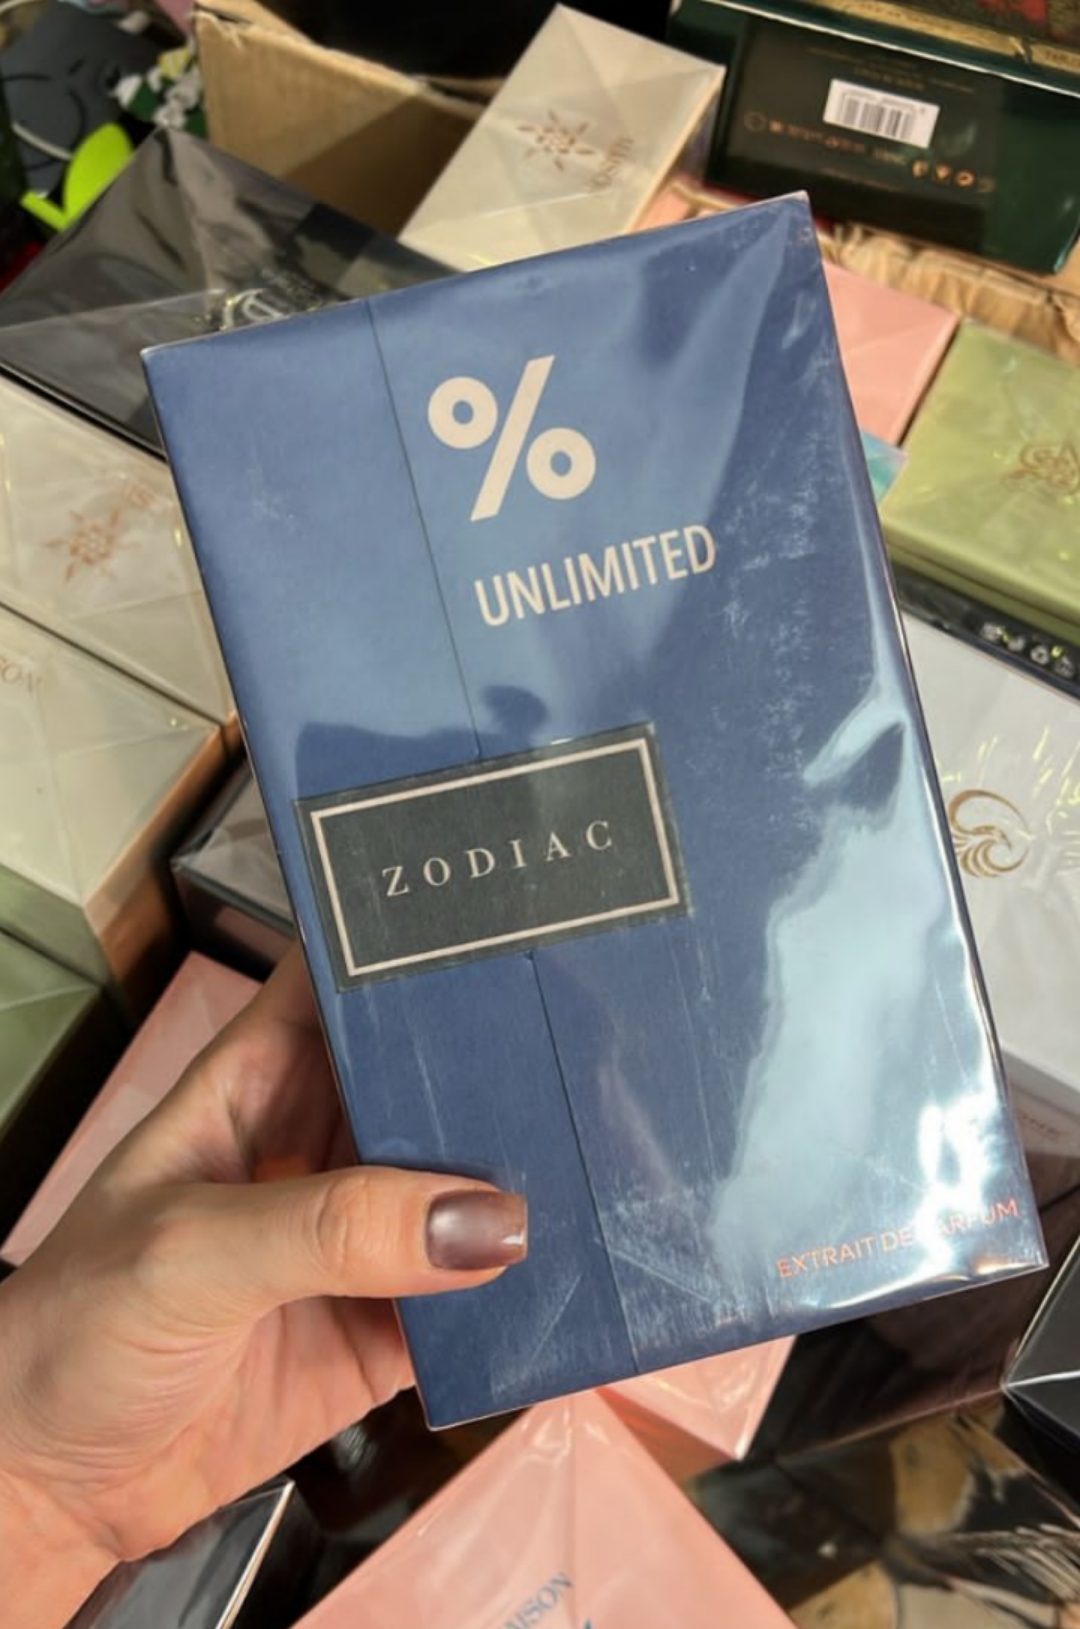 %
UNLIMITED
ZODIAC
EXTRAIT DE PARFUM